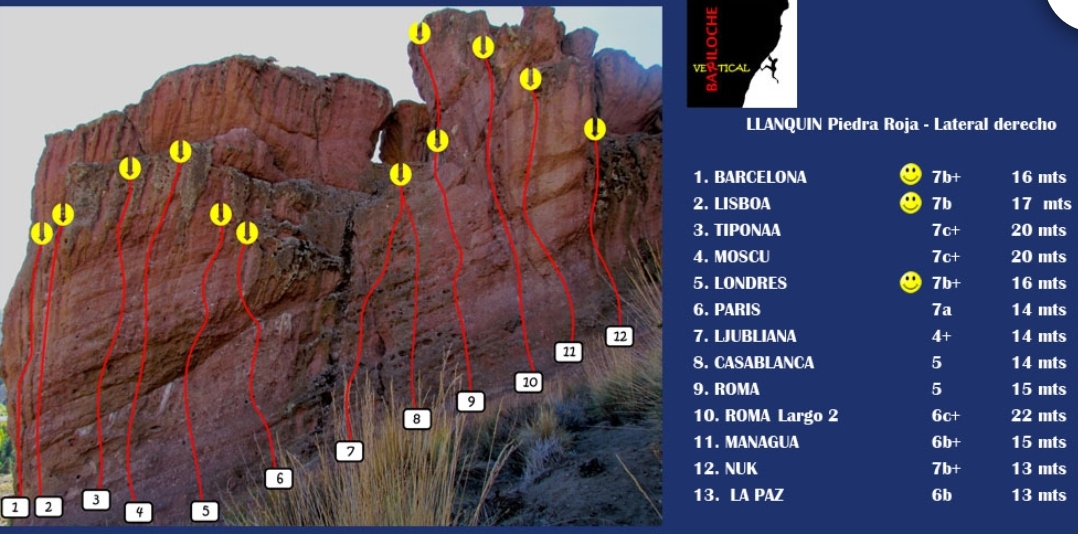 BARILOCHE
VERTICAL
LLANQUIN Piedra Roja - Lateral derecho
1. BARCELONA 7b+ 16 mts
2. LISBOA 7b 17 mts
3. TIPONAA 7c+ 20 mts
4. MOSCU 7c+ 20 mts
5. LONDRES 7b+ 16 mts
6. PARIS 7a 14 mts
7. LJUBLIANA 4+ 14 mts
8. CASABLANCA 5 14 mts
9. ROMA 5 15 mts
10. ROMA Largo 2 6c+ 22 mts
11. MANAGUA 6b+ 15 mts
12. NUK 7b+ 13 mts
13. LA PAZ 6b 13 mts
1
2
3
4
5
6
7
8
9
10
11
12